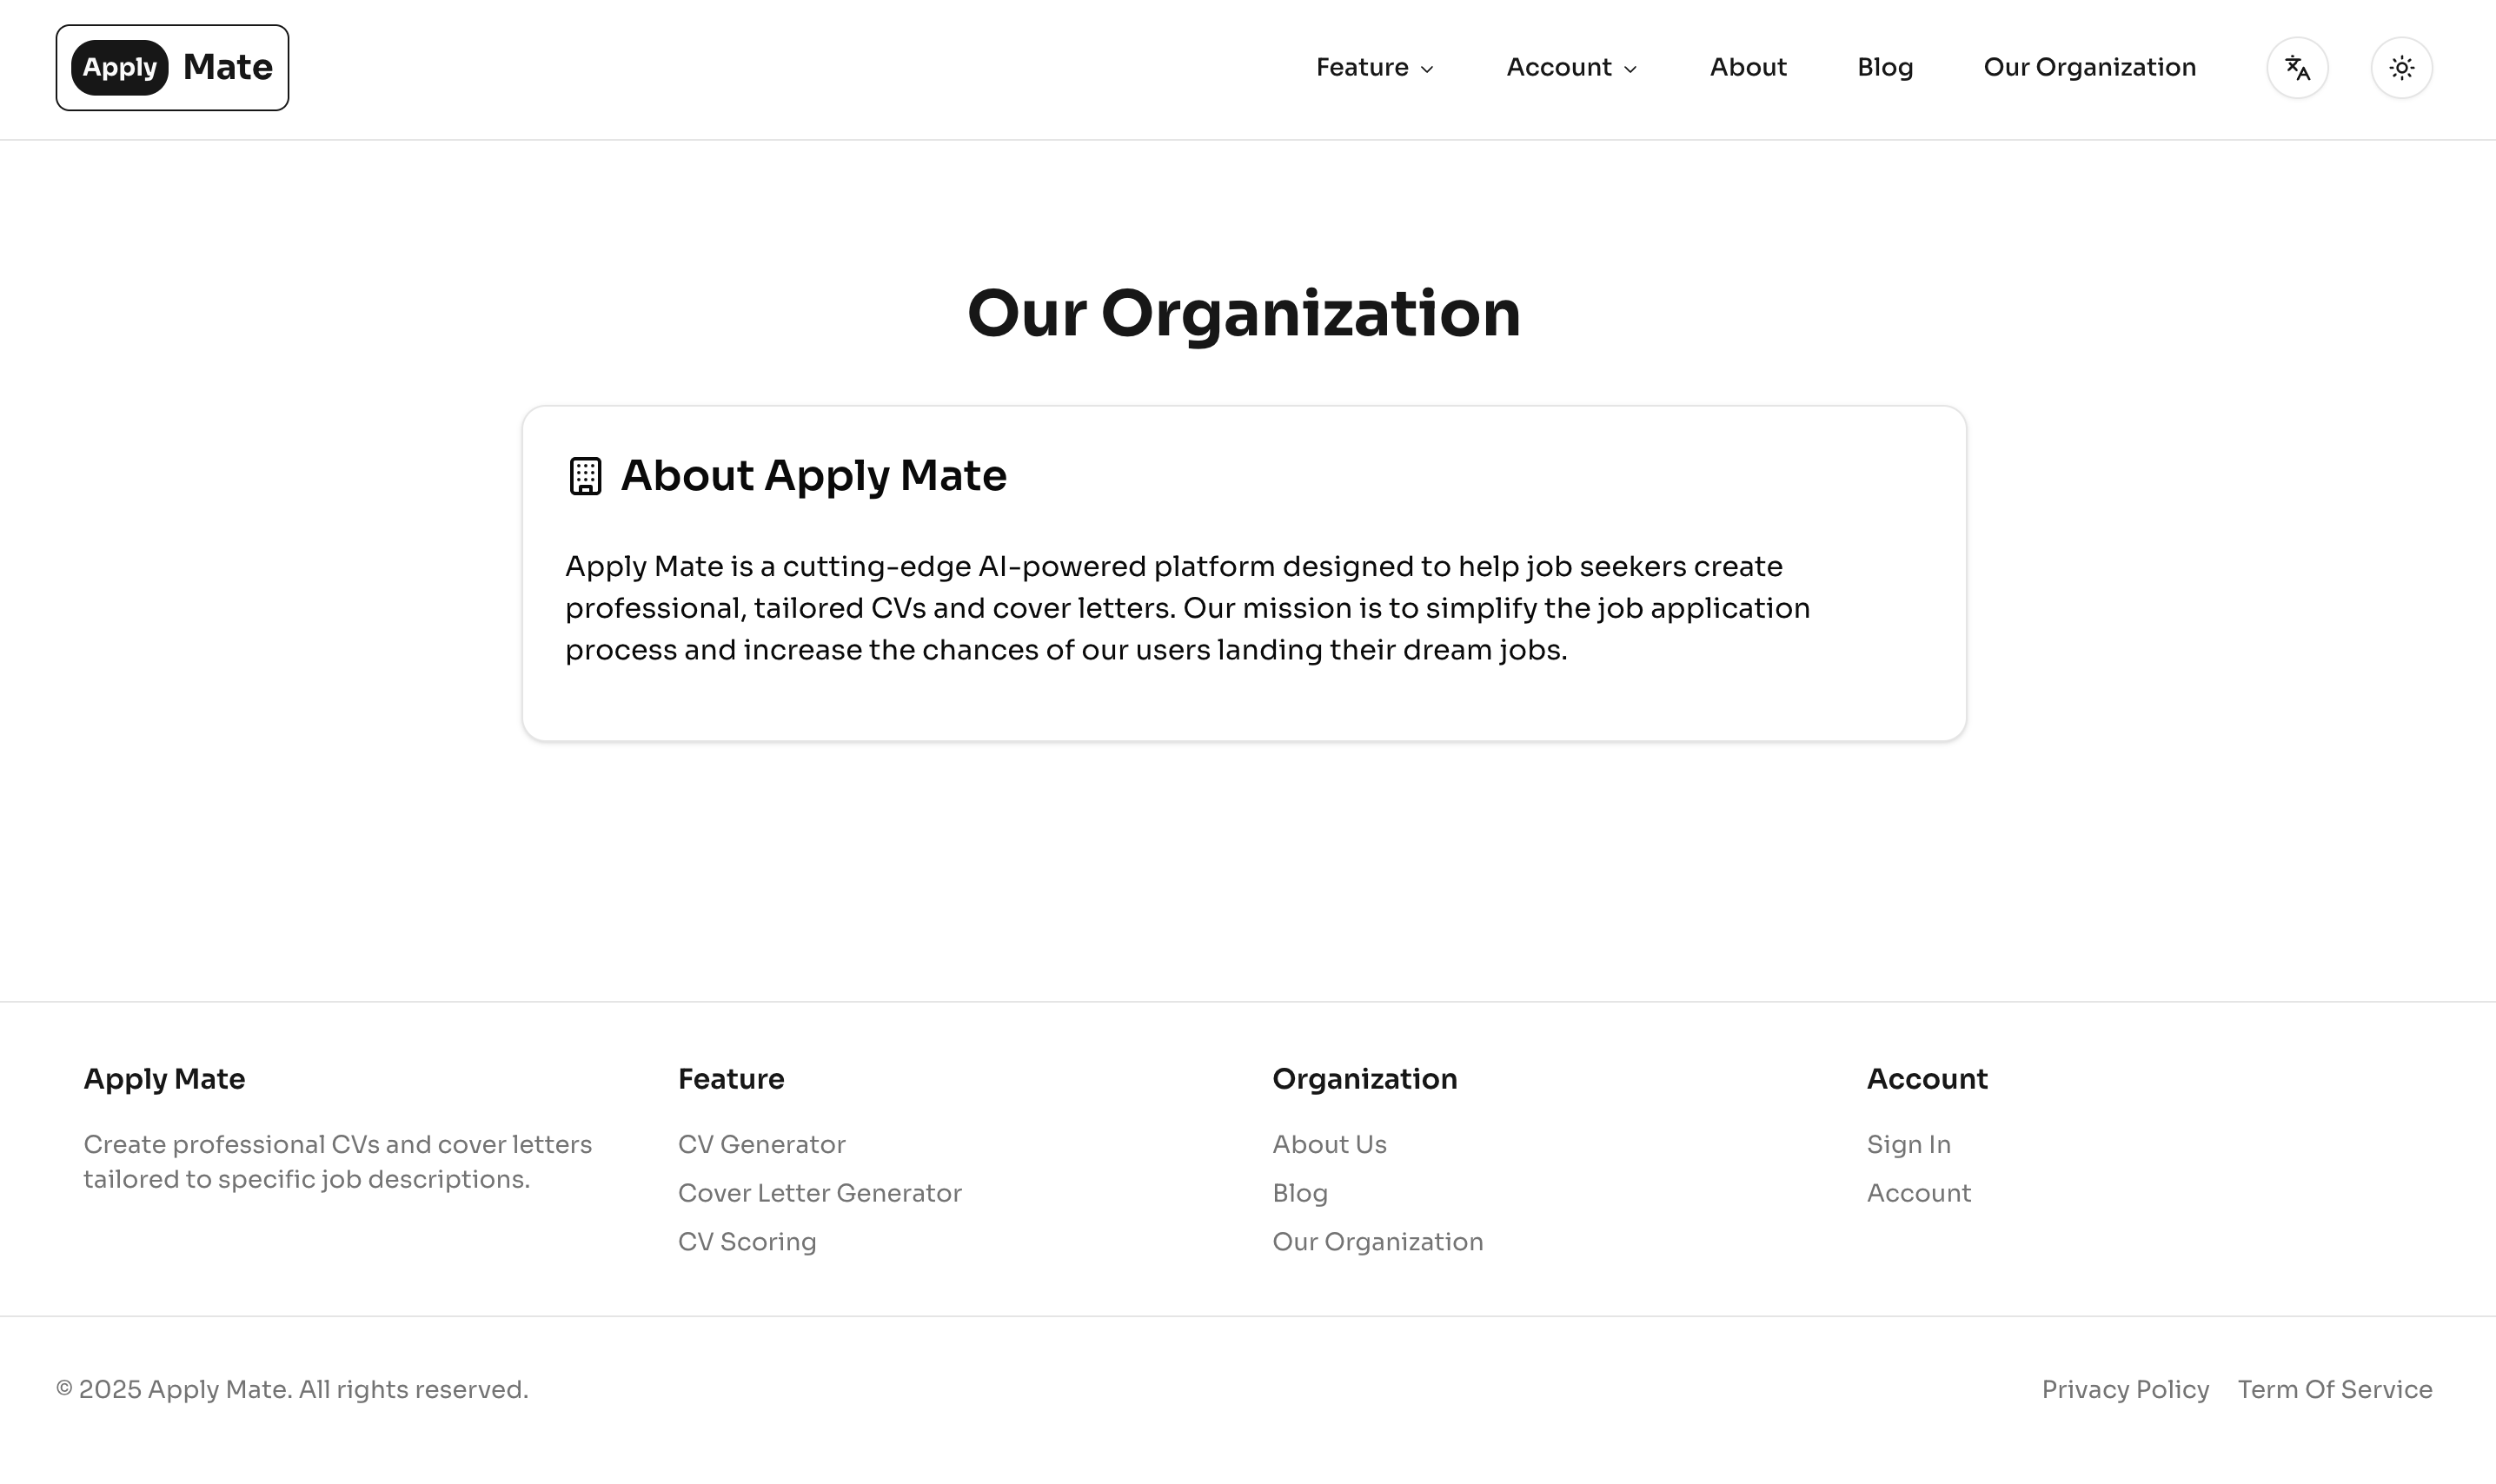 Apply Mate
Feature
Account
About
Blog
Our Organization
Our Organization
About Apply Mate
Apply Mate is a cutting-edge AI-powered platform designed to help job seekers create
professional, tailored CVs and cover letters. Our mission is to simplify the job application
process and increase the chances of our users landing their dream jobs.
Apply Mate
Create professional CVs and cover letters
tailored to specific job descriptions.
Feature
CV Generator
Cover Letter Generator
CV Scoring
Organization
About Us
Blog
Our Organization
Account
Sign In
Account
© 2025 Apply Mate. All rights reserved.
Privacy Policy
Term Of Service